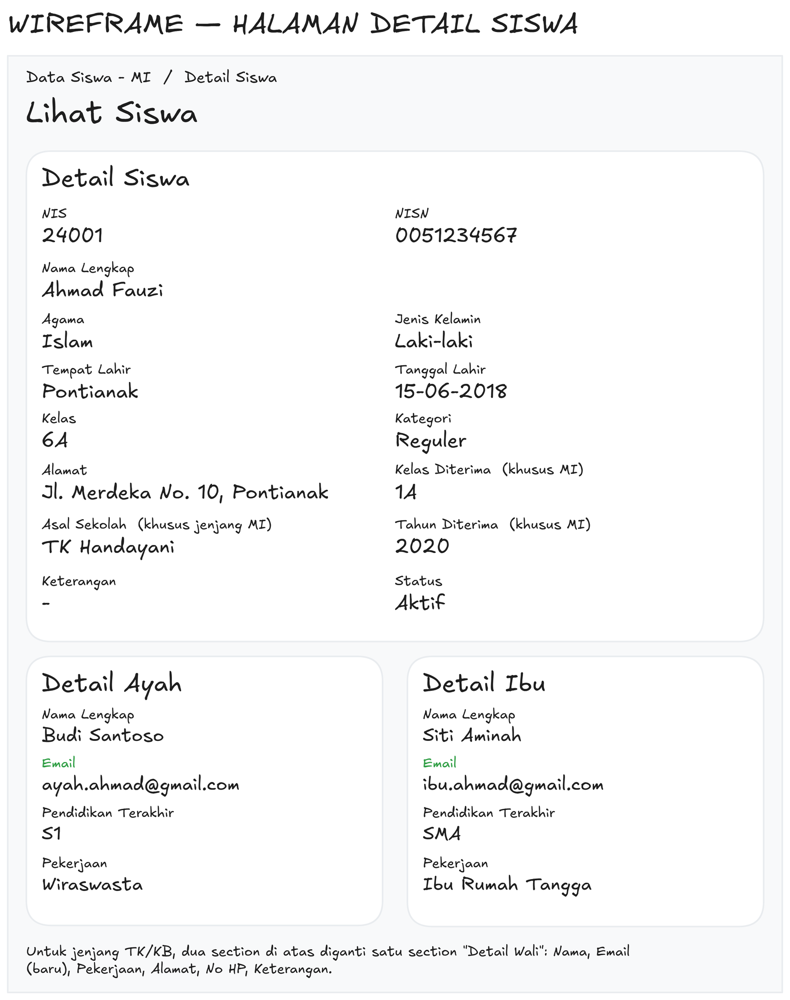 WIREFRAME — HALAMAN DETAIL SISWA
Data Siswa - MI / Detail Siswa
Lihat Siswa
Detail Siswa
NIS
24001
NISN
0051234567
Nama Lengkap
Ahmad Fauzi
Agama
Islam
Jenis Kelamin
Laki-laki
Tempat Lahir
Pontianak
Tanggal Lahir
15-06-2018
Kelas
6A
Kategori
Reguler
Alamat
Jl. Merdeka No. 10, Pontianak
Kelas Diterima (khusus MI)
1A
Asal Sekolah (khusus jenjang MI)
TK Handayani
Tahun Diterima (khusus MI)
2020
Keterangan
-
Status
Aktif
Detail Ayah
Nama Lengkap
Budi Santoso
Email
ayah.ahmad@gmail.com
Pendidikan Terakhir
S1
Pekerjaan
Wiraswasta
Detail Ibu
Nama Lengkap
Siti Aminah
Email
ibu.ahmad@gmail.com
Pendidikan Terakhir
SMA
Pekerjaan
Ibu Rumah Tangga
Untuk jenjang TK/KB, dua section di atas diganti satu section "Detail Wali": Nama, Email
(baru), Pekerjaan, Alamat, No HP, Keterangan.